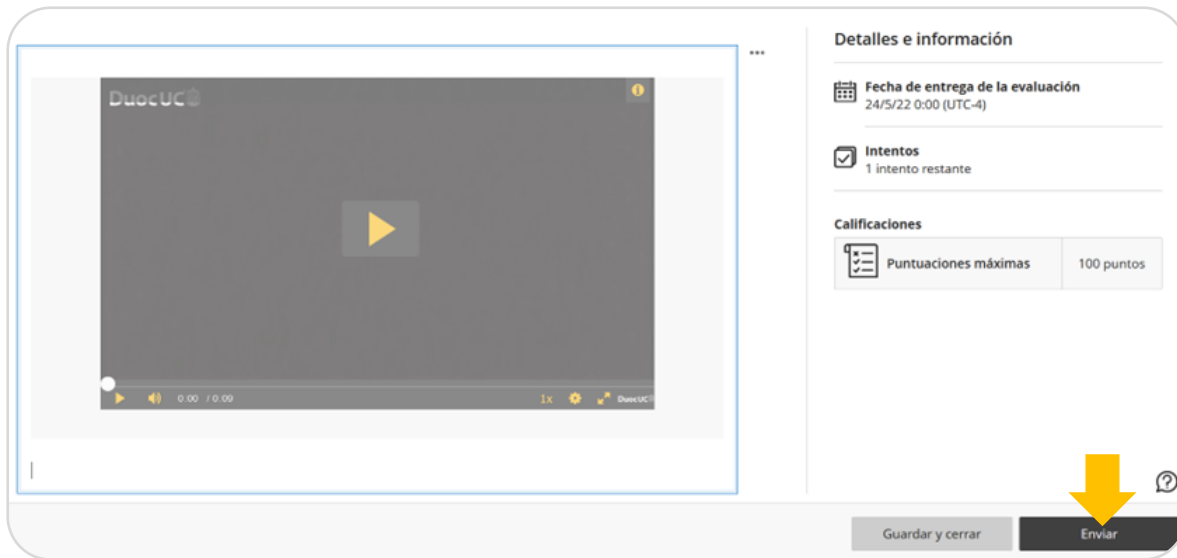 DuocUC
0:00 / 0:09
1x
DuocUC
Detalles e información
Fecha de entrega de la evaluación
24/5/22 0:00 (UTC-4)
Intentos
1 intento restante
Calificaciones
Puntuaciones máximas
100 puntos
Guardar y cerrar
Enviar